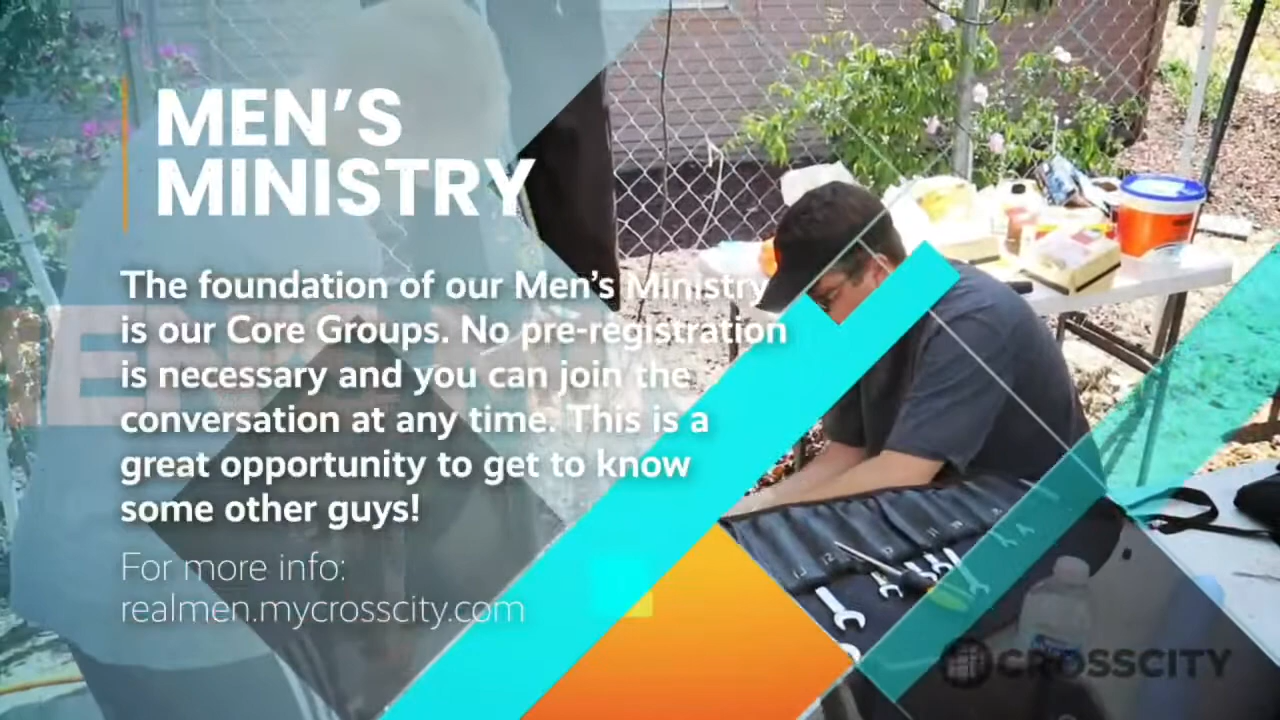 MEN'S
MINISTRY
The foundation of our Men's Ministry
is our Core Groups. No pre-registration
is necessary and you can join the
conversation at any time. This is a
great opportunity to get to know
some other guys!
For more info:
realmen.mycrosscity.com
CROSSCITY